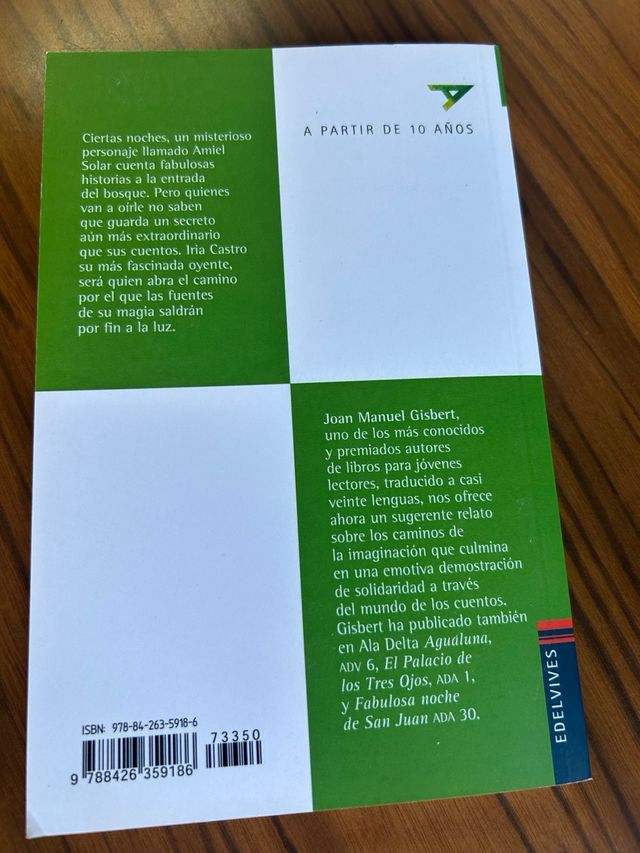 A PARTIR DE 10 AÑOS
Ciertas noches, un misterioso
personaje llamado Amiel
Solar cuenta fabulosas
historias a la entrada
del bosque. Pero quienes
van a oírle no saben
que guarda un secreto
aún más extraordinario
que sus cuentos. Iria Castro
su más fascinada oyente,
será quien abra el camino
por el que las fuentes
de su magia saldrán
por fin a la luz.
Joan Manuel Gisbert,
uno de los más conocidos
y premiados autores
de libros para jóvenes
lectores, traducido a casi
veinte lenguas, nos ofrece
ahora un sugerente relato
sobre los caminos de
la imaginación que culmina
en una emotiva demostración
de solidaridad a través
del mundo de los cuentos.
Gisbert ha publicado también
en Ala Delta Agualuna,
ADV 6, El Palacio de
los Tres Ojos, ADA 1,
y Fabulosa noche
de San Juan ADA 30.
EDELVIVES
ISBN: 978-84-263-5918-6
73350
9 788426 359186